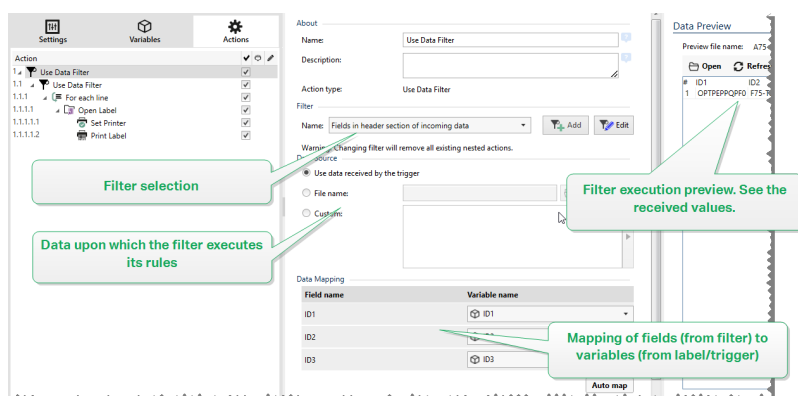 Settings
Variables
Actions
Action
1 Use Data Filter
1.1 Use Data Filter
1.1.1 For each line
1.1.1.1 Open Label
1.1.1.1.1 Set Printer
1.1.1.1.2 Print Label
Filter selection
Data upon which the filter executes
its rules
About
Name: Use Data Filter
Description:
Action type: Use Data Filter
Filter
Name: Fields in header section of incoming data Add Edit
Warning: Changing filter will remove all existing nested actions.
Source
Use data received by the trigger
File name:
Custom:
Data Mapping
Field name Variable name
ID1 ID1
ID2
ID3 ID3
Auto map
Data Preview
Preview file name: A75
Open Refres
# ID1 ID2
1 OPTPEPPQPF0 F75-
Filter execution preview. See the
received values.
Mapping of fields (from filter) to
variables (from label/trigger)